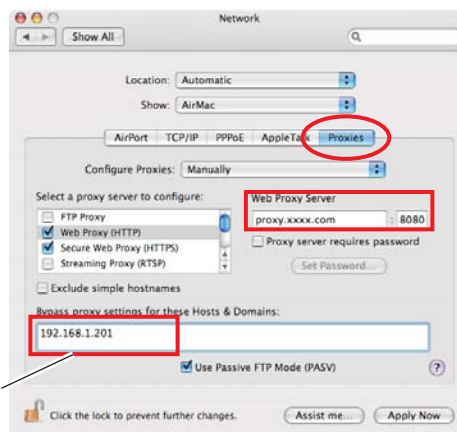 Network
Show All
Location: Automatic
Show: AirMac
AirPort TCP/IP PPPoE AppleTalk Proxies
Configure Proxies: Manually
Select a proxy server to configure:
FTP Proxy
Web Proxy (HTTP)
Secure Web Proxy (HTTPS)
Streaming Proxy (RTSP)
Web Proxy Server
proxy.xxxx.com : 8080
Proxy server requires password
Set Password...
Exclude simple hostnames
Bypass proxy settings for these Hosts & Domains:
192.168.1.201
Use Passive FTP Mode (PASV) ?
Click the lock to prevent further changes. Assist me... Apply Now